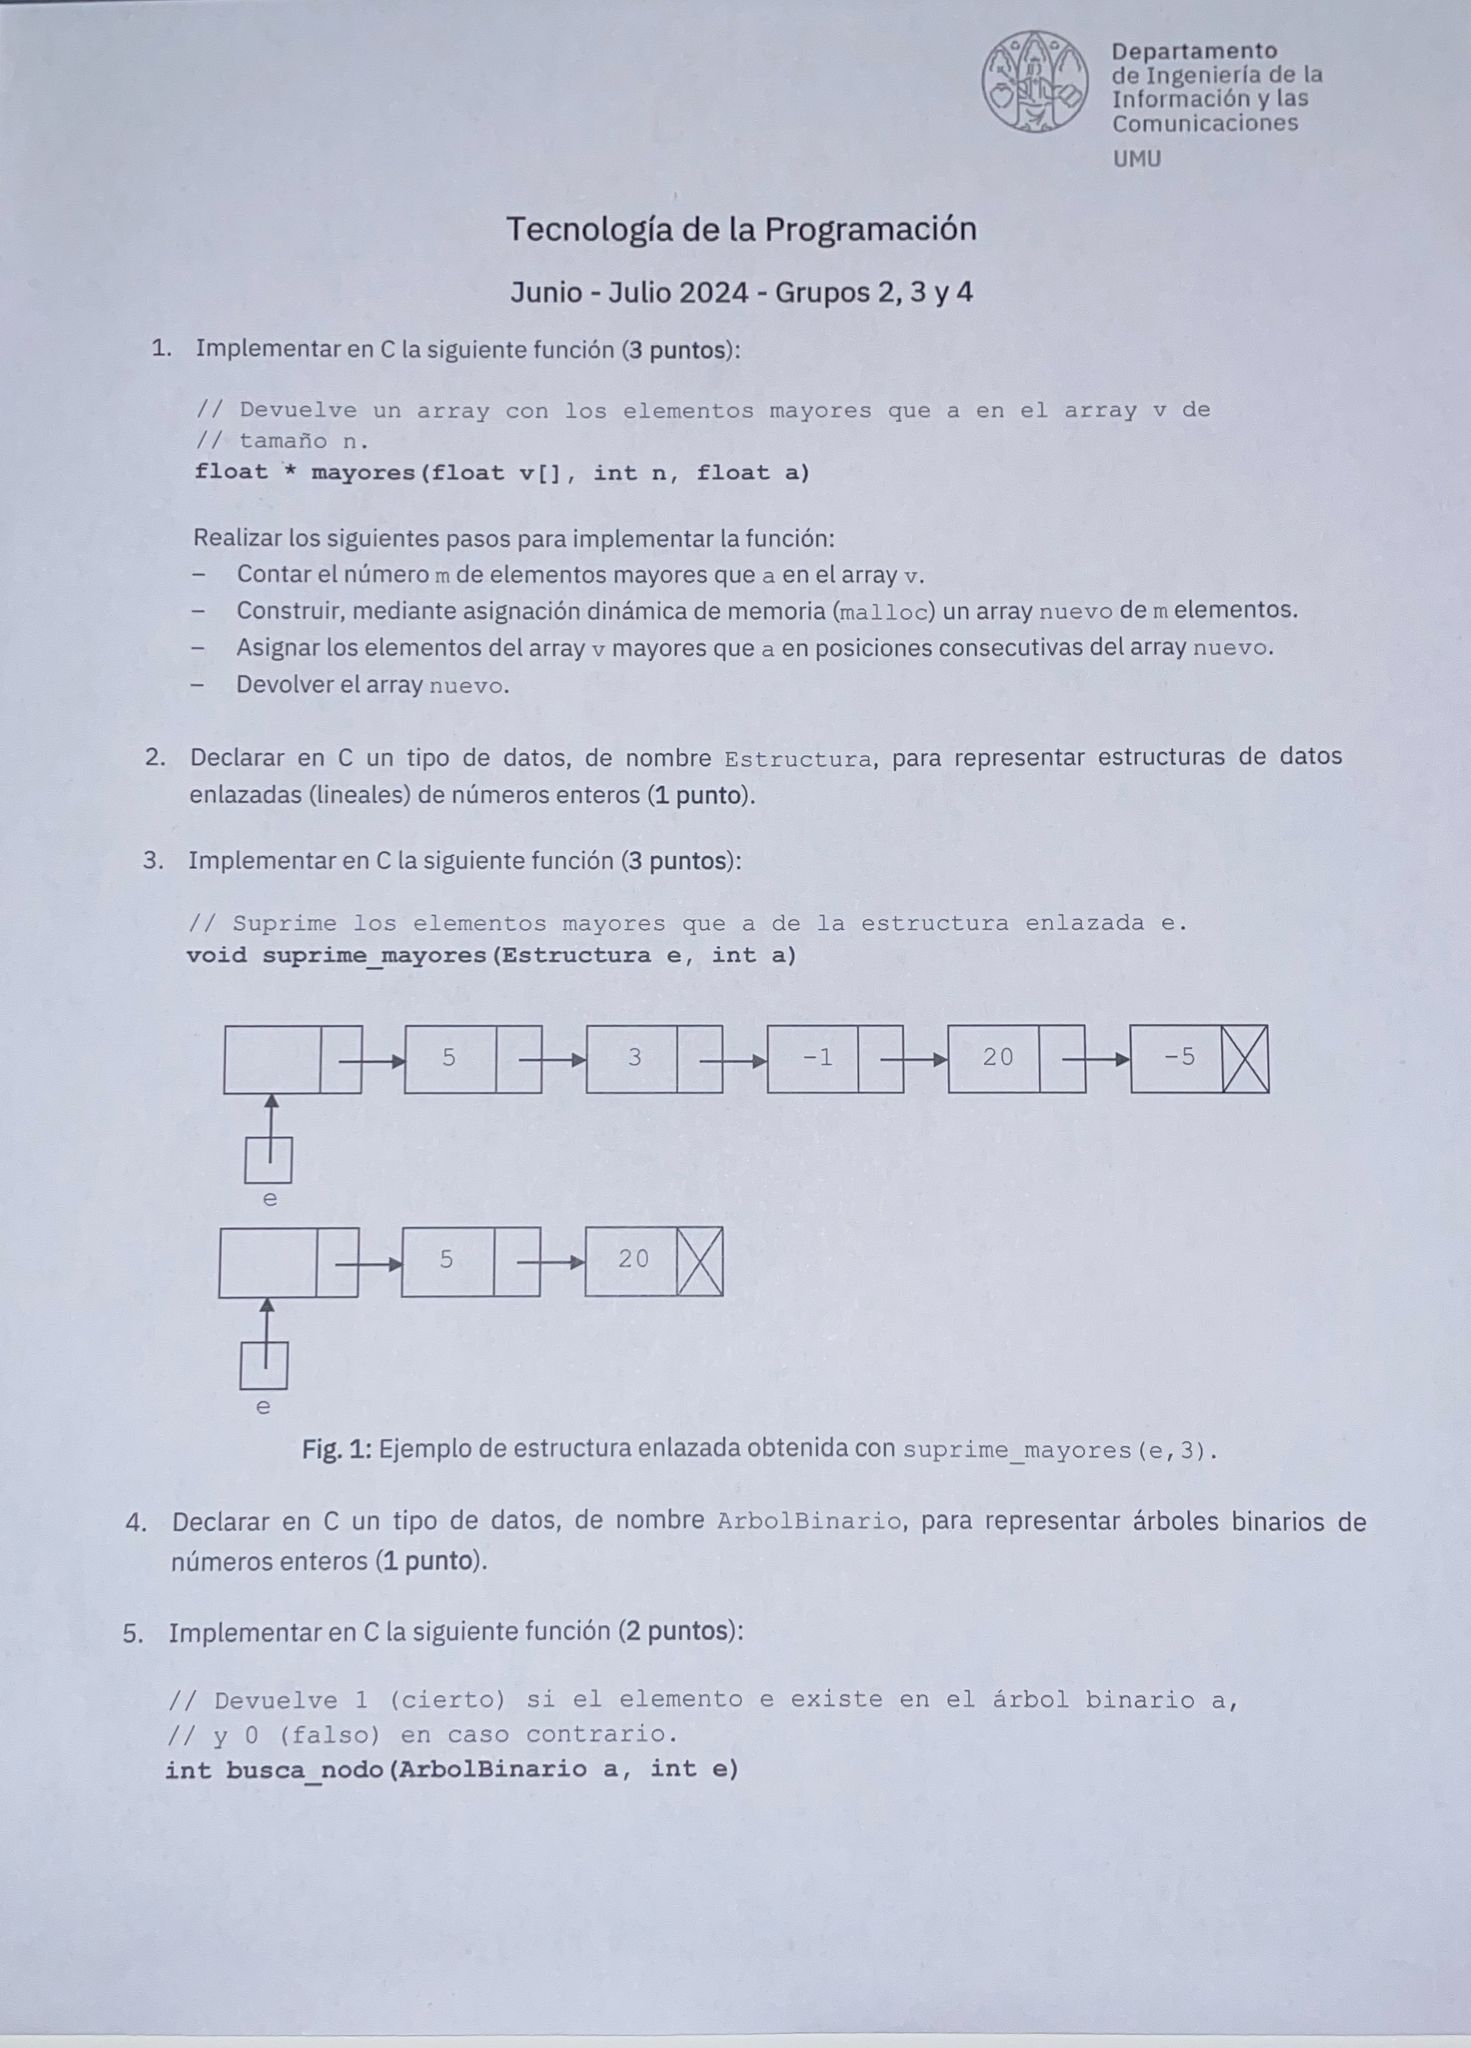 Departamento
de Ingeniería de la
Información y las
Comunicaciones
UMU
Tecnología de la Programación
Junio - Julio 2024 - Grupos 2, 3 y 4
1. Implementar en C la siguiente función (3 puntos):
// Devuelve un array con los elementos mayores que a en el array v de
// tamaño n.
float * mayores(float v[], int n, float a)
Realizar los siguientes pasos para implementar la función:
– Contar el número m de elementos mayores que a en el array v.
– Construir, mediante asignación dinámica de memoria (malloc) un array nuevo de m elementos.
– Asignar los elementos del array v mayores que a en posiciones consecutivas del array nuevo.
– Devolver el array nuevo.
2. Declarar en C un tipo de datos, de nombre Estructura, para representar estructuras de datos
enlazadas (lineales) de números enteros (1 punto).
3. Implementar en C la siguiente función (3 puntos):
// Suprime los elementos mayores que a de la estructura enlazada e.
void suprime_mayores(Estructura e, int a)
5 3 -1 20 -5
e
5 20
e
Fig. 1: Ejemplo de estructura enlazada obtenida con suprime_mayores(e,3).
4. Declarar en C un tipo de datos, de nombre ArbolBinario, para representar árboles binarios de
números enteros (1 punto).
5. Implementar en C la siguiente función (2 puntos):
// Devuelve 1 (cierto) si el elemento e existe en el árbol binario a,
// y 0 (falso) en caso contrario.
int busca_nodo(ArbolBinario a, int e)